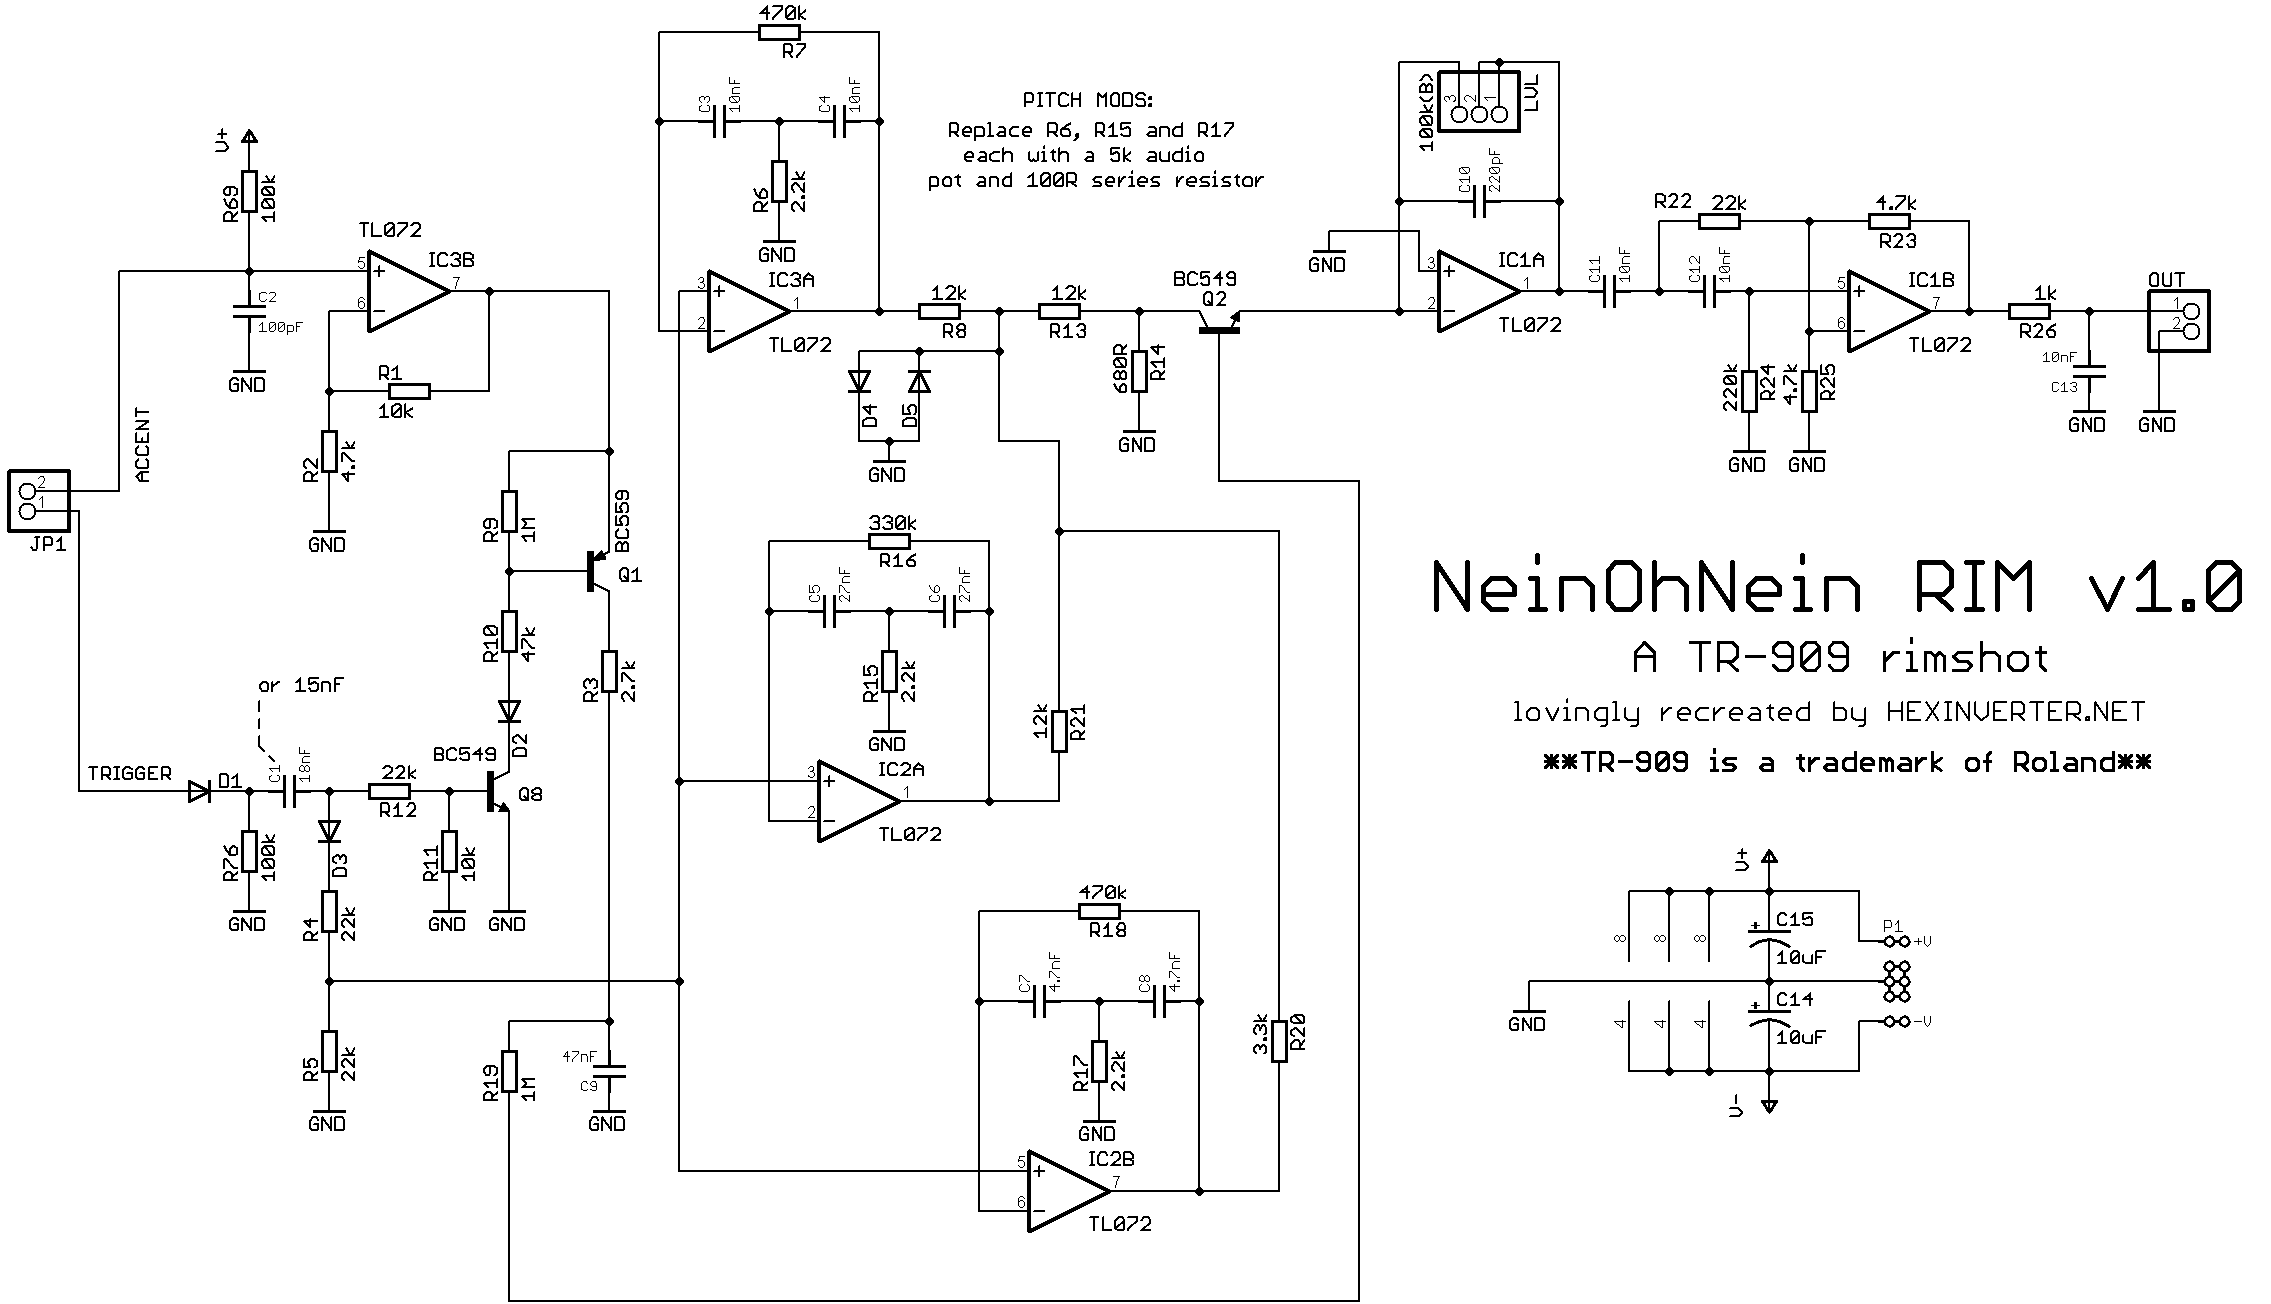 470k
R7
C3
10nF
C4
10nF
PITCH MODS:
Replace R6, R15 and R17
each with a 5k audio
pot and 100R series resistor
R6
2.2k
GND
V+
R69
100k
TL072
5
6
7
IC3B
C2
100pF
GND
R1
10k
R2
4.7k
GND
ACCENT
2
1
JP1
IC3A
3
2
1
TL072
12k
R8
12k
R13
D4
D5
GND
680R
R14
GND
BC549
Q2
100k(B)
3
2
1
LVL
C10
220pF
GND
3
2
1
IC1A
TL072
C11
10nF
C12
10nF
R22
22k
4.7k
R23
5
6
7
IC1B
TL072
220k
R24
4.7k
R25
GND
GND
1k
R26
10nF
C13
GND
OUT
1
2
GND
R9
1M
BC559
Q1
R10
47k
R3
2.7k
D2
or 15nF
TRIGGER
D1
C1
18nF
22k
R12
BC549
Q8
R76
100k
GND
D3
R11
10k
GND
GND
R4
22k
R5
22k
GND
R19
1M
47nF
C9
GND
330k
R16
C5
27nF
C6
27nF
R15
2.2k
GND
3
2
1
IC2A
TL072
12k
R21
470k
R18
C7
4.7nF
C8
4.7nF
R17
2.2k
GND
5
6
7
IC2B
TL072
3.3k
R20
NeinOhNein RIM v1.0
A TR-909 rimshot
lovingly recreated by HEXINVERTER.NET
**TR-909 is a trademark of Roland**
V+
8
8
8
C15
10uF
P1
+V
GND
4
4
4
C14
10uF
-V
V-